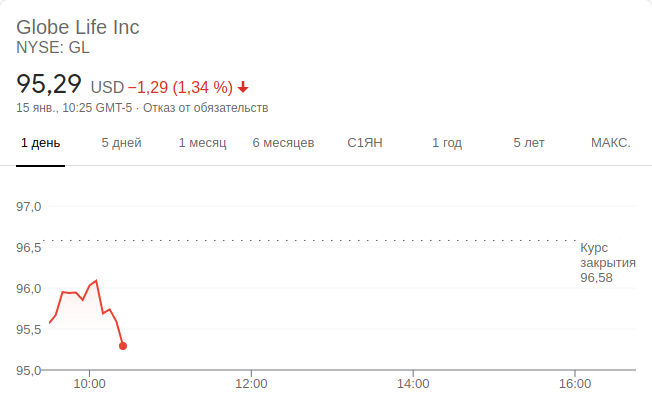 Globe Life Inc
NYSE: GL
95,29 USD −1,29 (1,34 %)
15 янв., 10:25 GMT-5 · Отказ от обязательств
1 день 5 дней 1 месяц 6 месяцев С1ЯН 1 год 5 лет МАКС.
97,0
96,5
Курс
закрытия
96,58
96,0
95,5
95,0
10:00 12:00 14:00 16:00